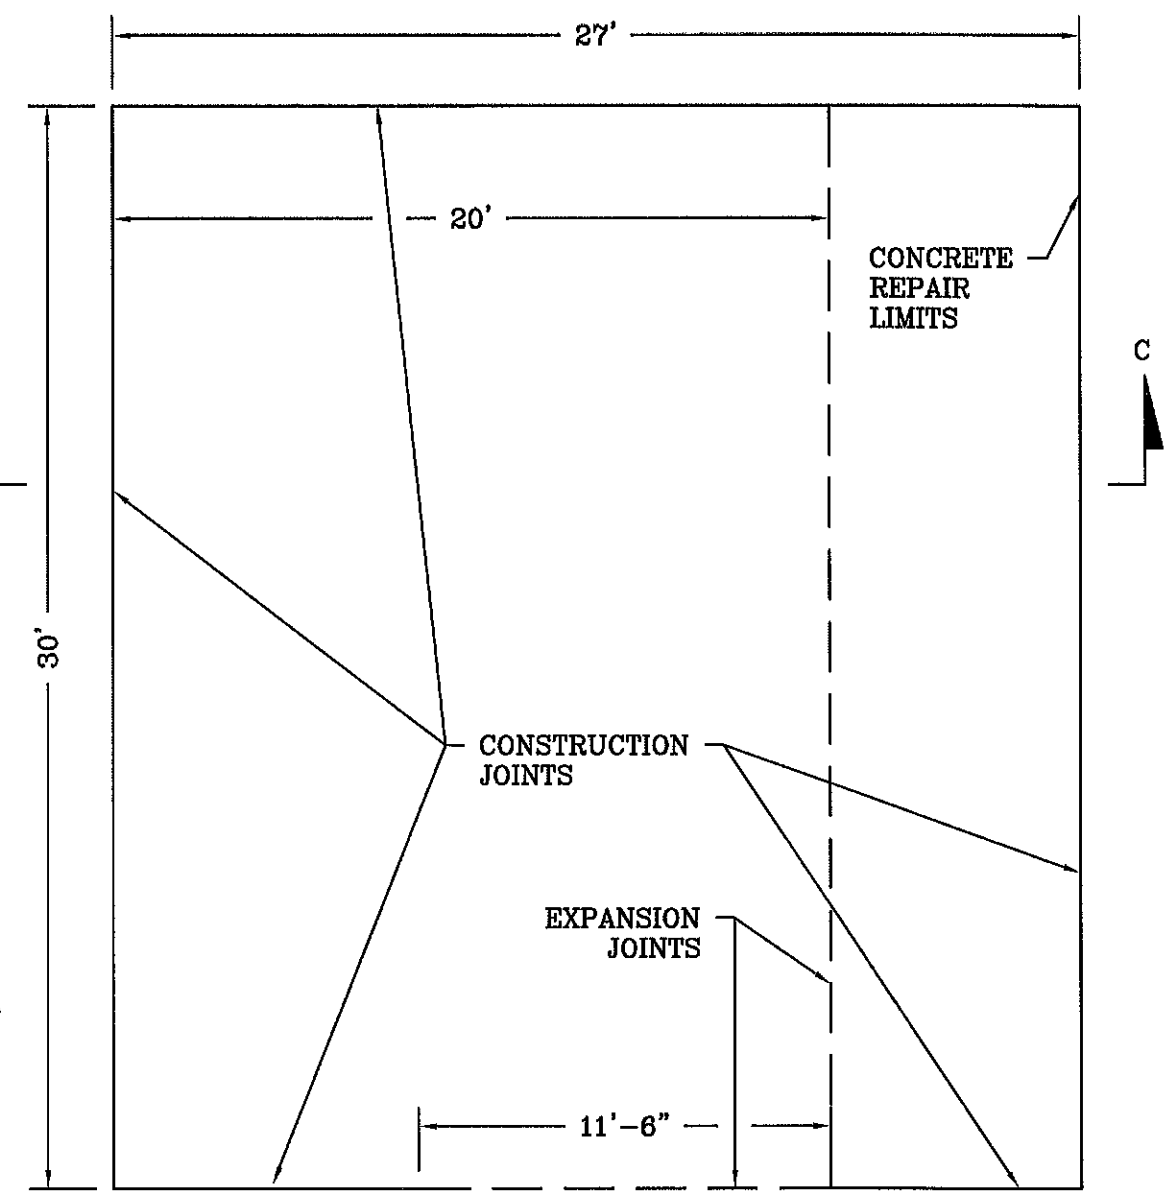 27'
20'
CONCRETE
REPAIR
LIMITS
C
30'
CONSTRUCTION
JOINTS
EXPANSION
JOINTS
11'-6"